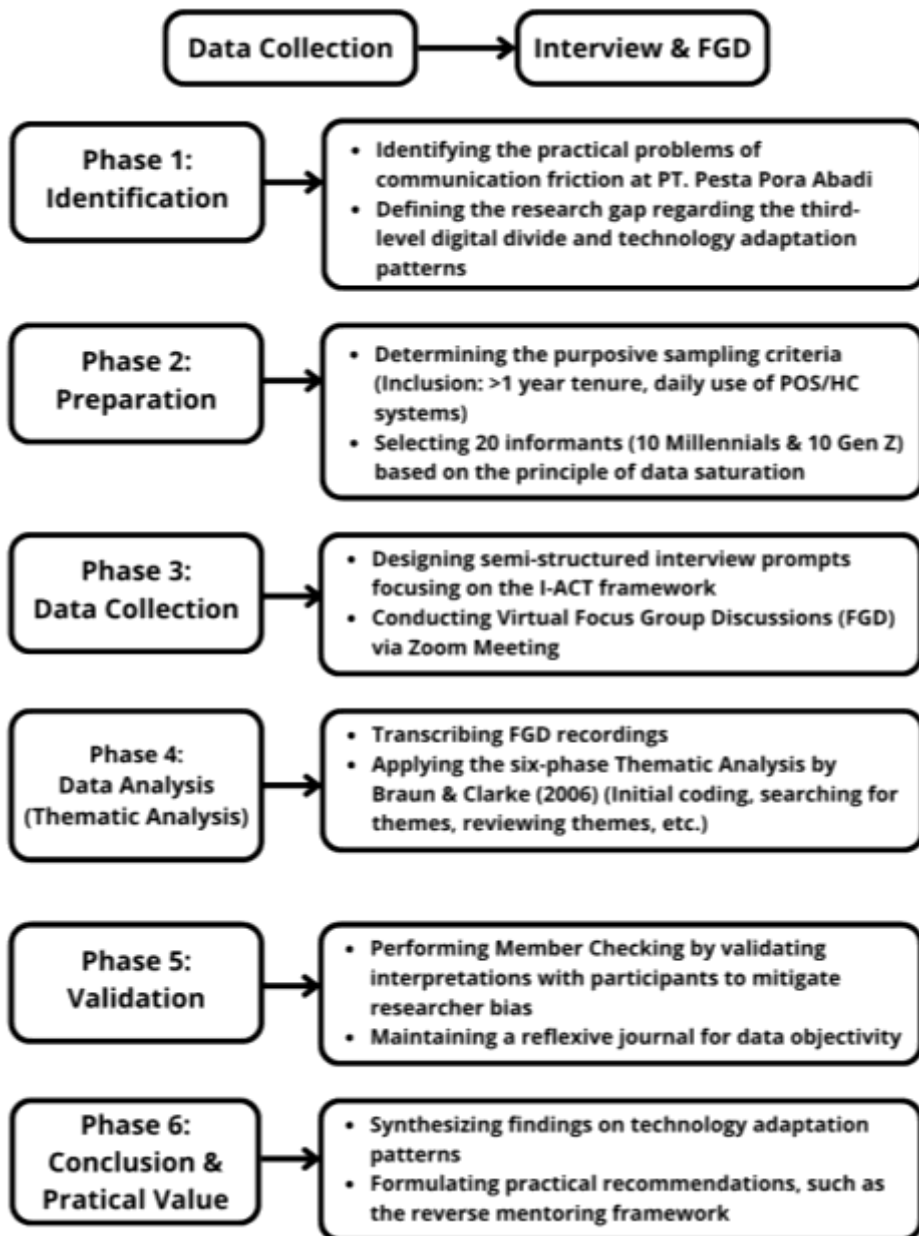 Data Collection
Interview & FGD
Phase 1:
Identification
• Identifying the practical problems of
communication friction at PT. Pesta Pora Abadi
• Defining the research gap regarding the third-
level digital divide and technology adaptation
patterns
Phase 2:
Preparation
• Determining the purposive sampling criteria
(Inclusion: >1 year tenure, daily use of POS/HC
systems)
• Selecting 20 informants (10 Millennials & 10 Gen Z)
based on the principle of data saturation
Phase 3:
Data Collection
• Designing semi-structured interview prompts
focusing on the I-ACT framework
• Conducting Virtual Focus Group Discussions (FGD)
via Zoom Meeting
Phase 4:
Data Analysis
(Thematic Analysis)
• Transcribing FGD recordings
• Applying the six-phase Thematic Analysis by
Braun & Clarke (2006) (Initial coding, searching for
themes, reviewing themes, etc.)
Phase 5:
Validation
• Performing Member Checking by validating
interpretations with participants to mitigate
researcher bias
• Maintaining a reflexive journal for data objectivity
Phase 6:
Conclusion &
Pratical Value
• Synthesizing findings on technology adaptation
patterns
• Formulating practical recommendations, such as
the reverse mentoring framework